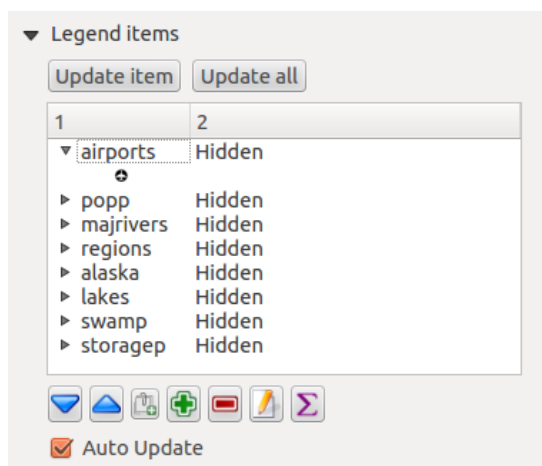 Legend items
Update item Update all
1 2
airports Hidden
popp Hidden
majrivers Hidden
regions Hidden
alaska Hidden
lakes Hidden
swamp Hidden
storagep Hidden
Σ
Auto Update